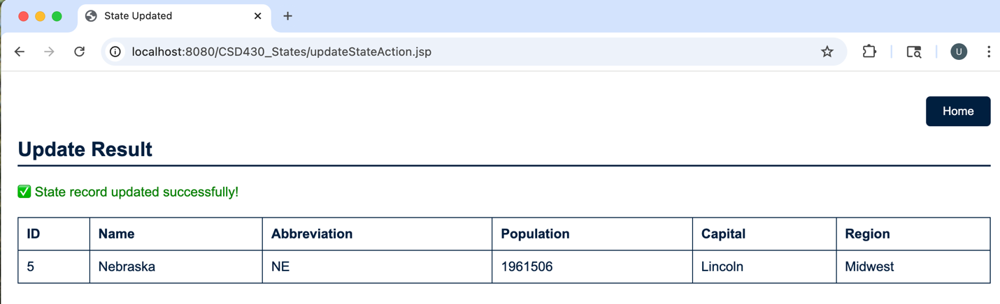 State Updated
localhost:8080/CSD430_States/updateStateAction.jsp
U
Home
Update Result
✅ State record updated successfully!
ID Name Abbreviation Population Capital Region
5 Nebraska NE 1961506 Lincoln Midwest